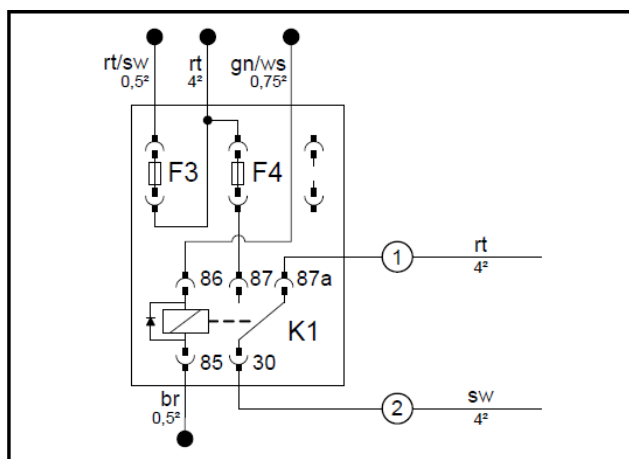 rt/sw
0,5²
rt
4²
gn/ws
0,75²
F3
F4
86
87
87a
1
rt
4²
K1
85
30
br
0,5²
2
sw
4²